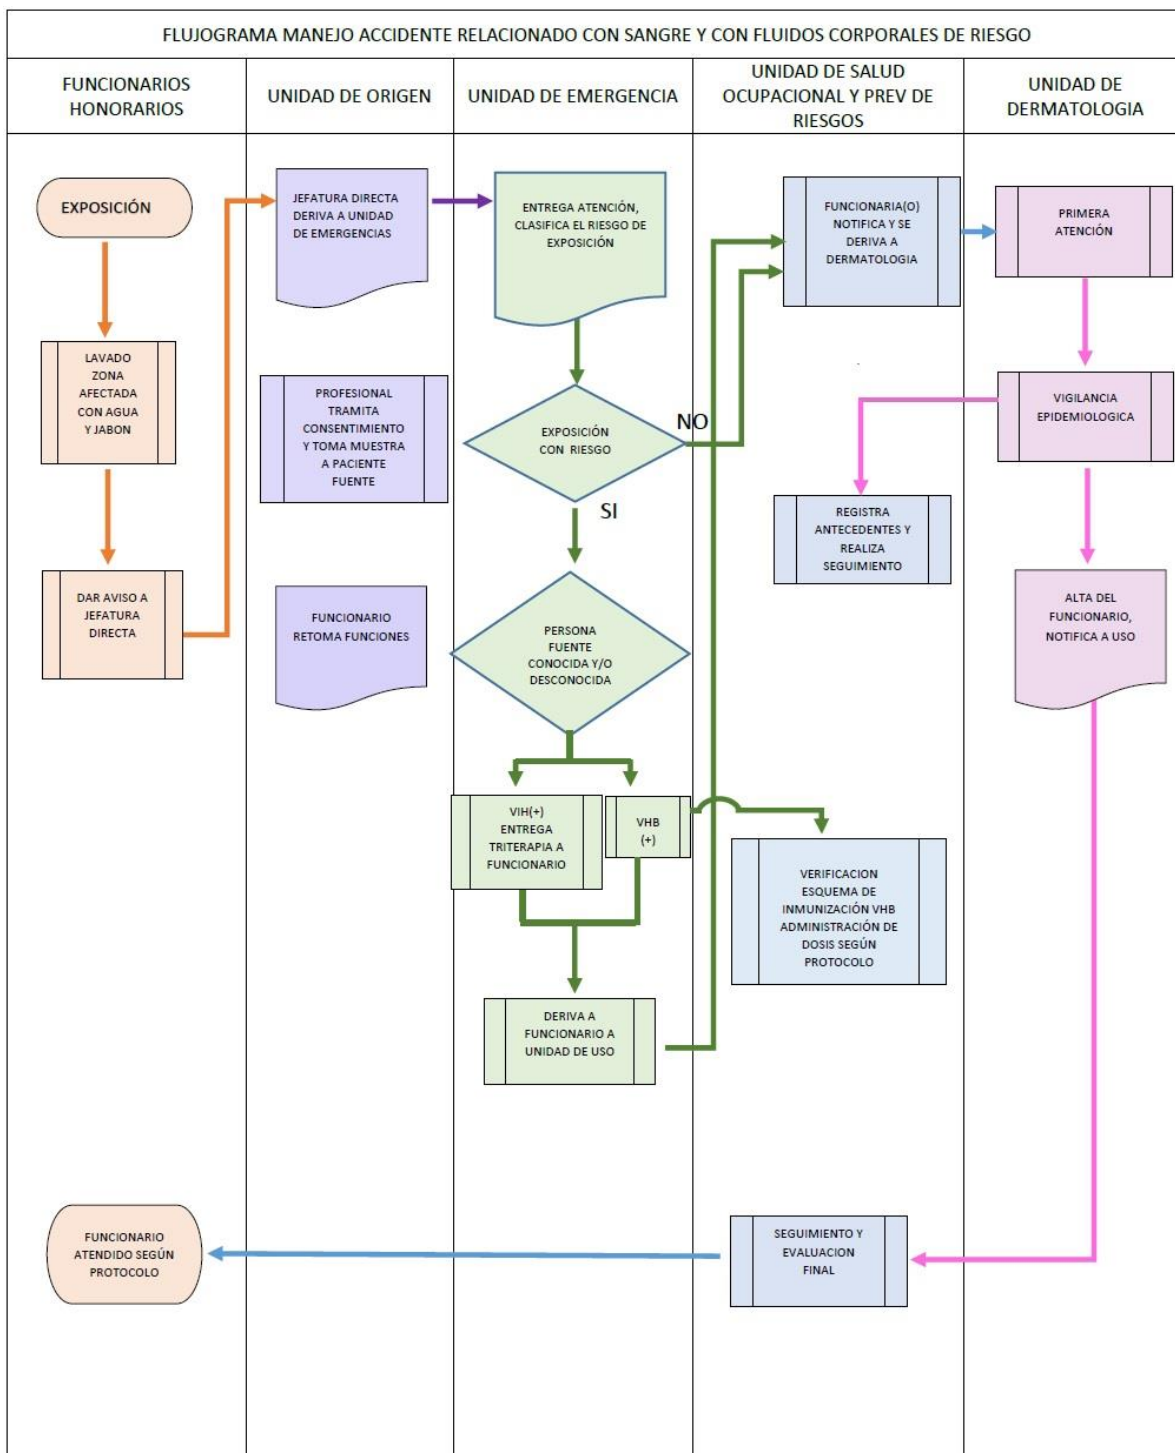 FLUJOGRAMA MANEJO ACCIDENTE RELACIONADO CON SANGRE Y CON FLUIDOS CORPORALES DE RIESGO
FUNCIONARIOS
HONORARIOS
UNIDAD DE ORIGEN
UNIDAD DE EMERGENCIA
UNIDAD DE SALUD
OCUPACIONAL Y PREV DE
RIESGOS
UNIDAD DE
DERMATOLOGIA
EXPOSICIÓN
LAVADO
ZONA
AFECTADA
CON AGUA
Y JABON
DAR AVISO A
JEFATURA
DIRECTA
FUNCIONARIO
ATENDIDO SEGÚN
PROTOCOLO
JEFATURA DIRECTA
DERIVA A UNIDAD
DE EMERGENCIAS
PROFESIONAL
TRAMITA
CONSENTIMIENTO
Y TOMA MUESTRA
A PACIENTE
FUENTE
FUNCIONARIO
RETOMA FUNCIONES
ENTREGA ATENCIÓN,
CLASIFICA EL RIESGO DE
EXPOSICIÓN
EXPOSICIÓN
CON RIESGO
NO
SI
PERSONA
FUENTE
CONOCIDA Y/O
DESCONOCIDA
VIH(+)
ENTREGA
TRITERAPIA A
FUNCIONARIO
VHB
(+)
DERIVA A
FUNCIONARIO A
UNIDAD DE USO
FUNCIONARIA(O)
NOTIFICA Y SE
DERIVA A
DERMATOLOGIA
REGISTRA
ANTECEDENTES Y
REALIZA
SEGUIMIENTO
VERIFICACION
ESQUEMA DE
INMUNIZACIÓN VHB
ADMINISTRACIÓN DE
DOSIS SEGÚN
PROTOCOLO
SEGUIMIENTO Y
EVALUACION
FINAL
PRIMERA
ATENCIÓN
VIGILANCIA
EPIDEMIOLOGICA
ALTA DEL
FUNCIONARIO,
NOTIFICA A USO